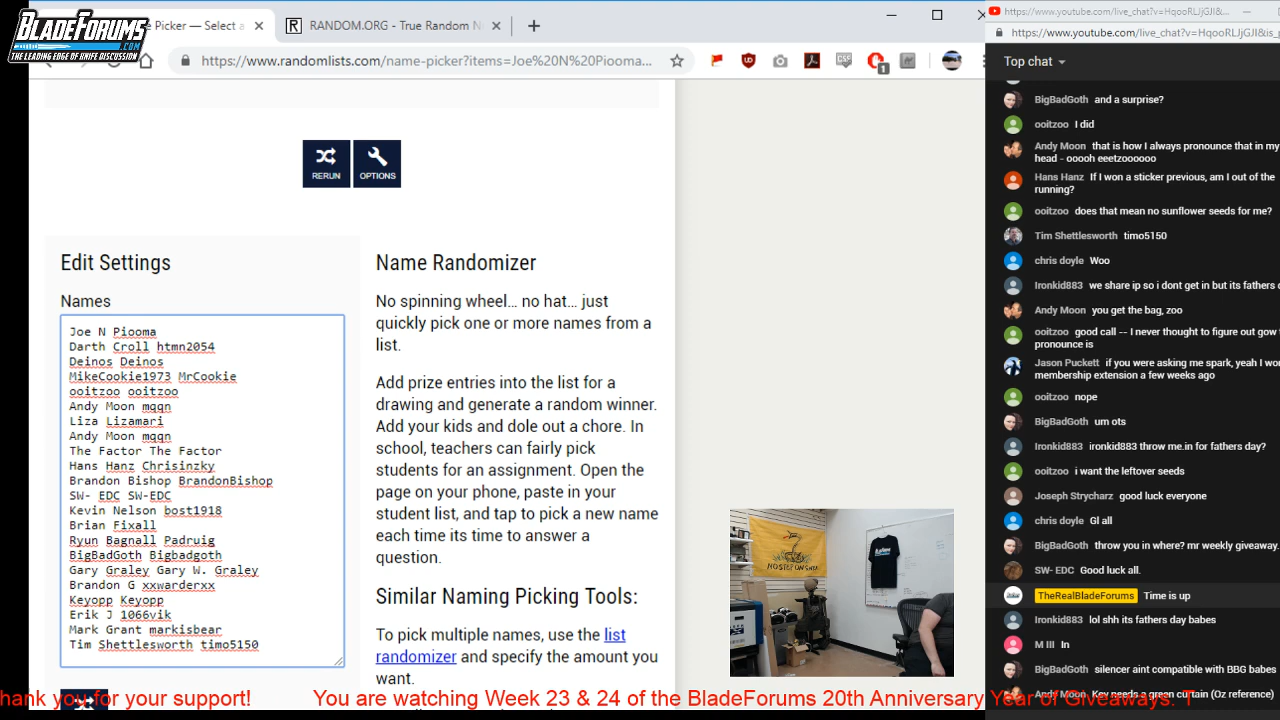 BLADEFORUMS
.COM
THE LEADING EDGE OF KNIFE DISCUSSION
e Picker — Select a
RANDOM.ORG - True Random N
https://www.randomlists.com/name-picker?items=Joe%20N%20Piooma...
1
RERUN
OPTIONS
Edit Settings
Names
Joe N Piooma
Darth Croll htmn2054
Deinos Deinos
MikeCookie1973 MrCookie
ooitzoo ooitzoo
Andy Moon mqqn
Liza Lizamari
Andy Moon mqqn
The Factor The Factor
Hans Hanz Chrisinzky
Brandon Bishop BrandonBishop
SW- EDC SW-EDC
Kevin Nelson bost1918
Brian Fixall
Ryun Bagnall Padruig
BigBadGoth Bigbadgoth
Gary Graley Gary W. Graley
Brandon G xxwarderxx
Keyopp Keyopp
Erik J 1066vik
Mark Grant markisbear
Tim Shettlesworth timo5150
Name Randomizer
No spinning wheel... no hat... just
quickly pick one or more names from a
list.
Add prize entries into the list for a
drawing and generate a random winner.
Add your kids and dole out a chore. In
school, teachers can fairly pick
students for an assignment. Open the
page on your phone, paste in your
student list, and tap to pick a new name
each time its time to answer a
question.
Similar Naming Picking Tools:
To pick multiple names, use the list
randomizer and specify the amount you
want.
https://www.youtube.com/live_chat?v=HqooRLJjGJI&
https://www.youtube.com/live_chat?v=HqooRLJjGJI&is_p
Top chat
BigBadGoth and a surprise?
ooitzoo I did
Andy Moon that is how I always pronounce that in my
head - ooooh eeetzoooooo
Hans Hanz If I won a sticker previous, am I out of the
running?
ooitzoo does that mean no sunflower seeds for me?
Tim Shettlesworth timo5150
chris doyle Woo
Ironkid883 we share ip so i dont get in but its fathers d
Andy Moon you get the bag, zoo
ooitzoo good call -- I never thought to figure out gow
pronounce is
Jason Puckett if you were asking me spark, yeah I wo
membership extension a few weeks ago
ooitzoo nope
BigBadGoth um ots
Ironkid883 ironkid883 throw me.in for fathers day?
ooitzoo i want the leftover seeds
Joseph Strycharz good luck everyone
chris doyle Gl all
BigBadGoth throw you in where? mr weekly giveaway.
SW- EDC Good luck all.
TheRealBladeForums Time is up
Ironkid883 lol shh its fathers day babes
M III In
BigBadGoth silencer aint compatible with BBG babes
Andy Moon Key needs a green curtain (Oz reference)
hank you for your support! You are watching Week 23 & 24 of the BladeForums 20th Anniversary Year of Giveaways. T